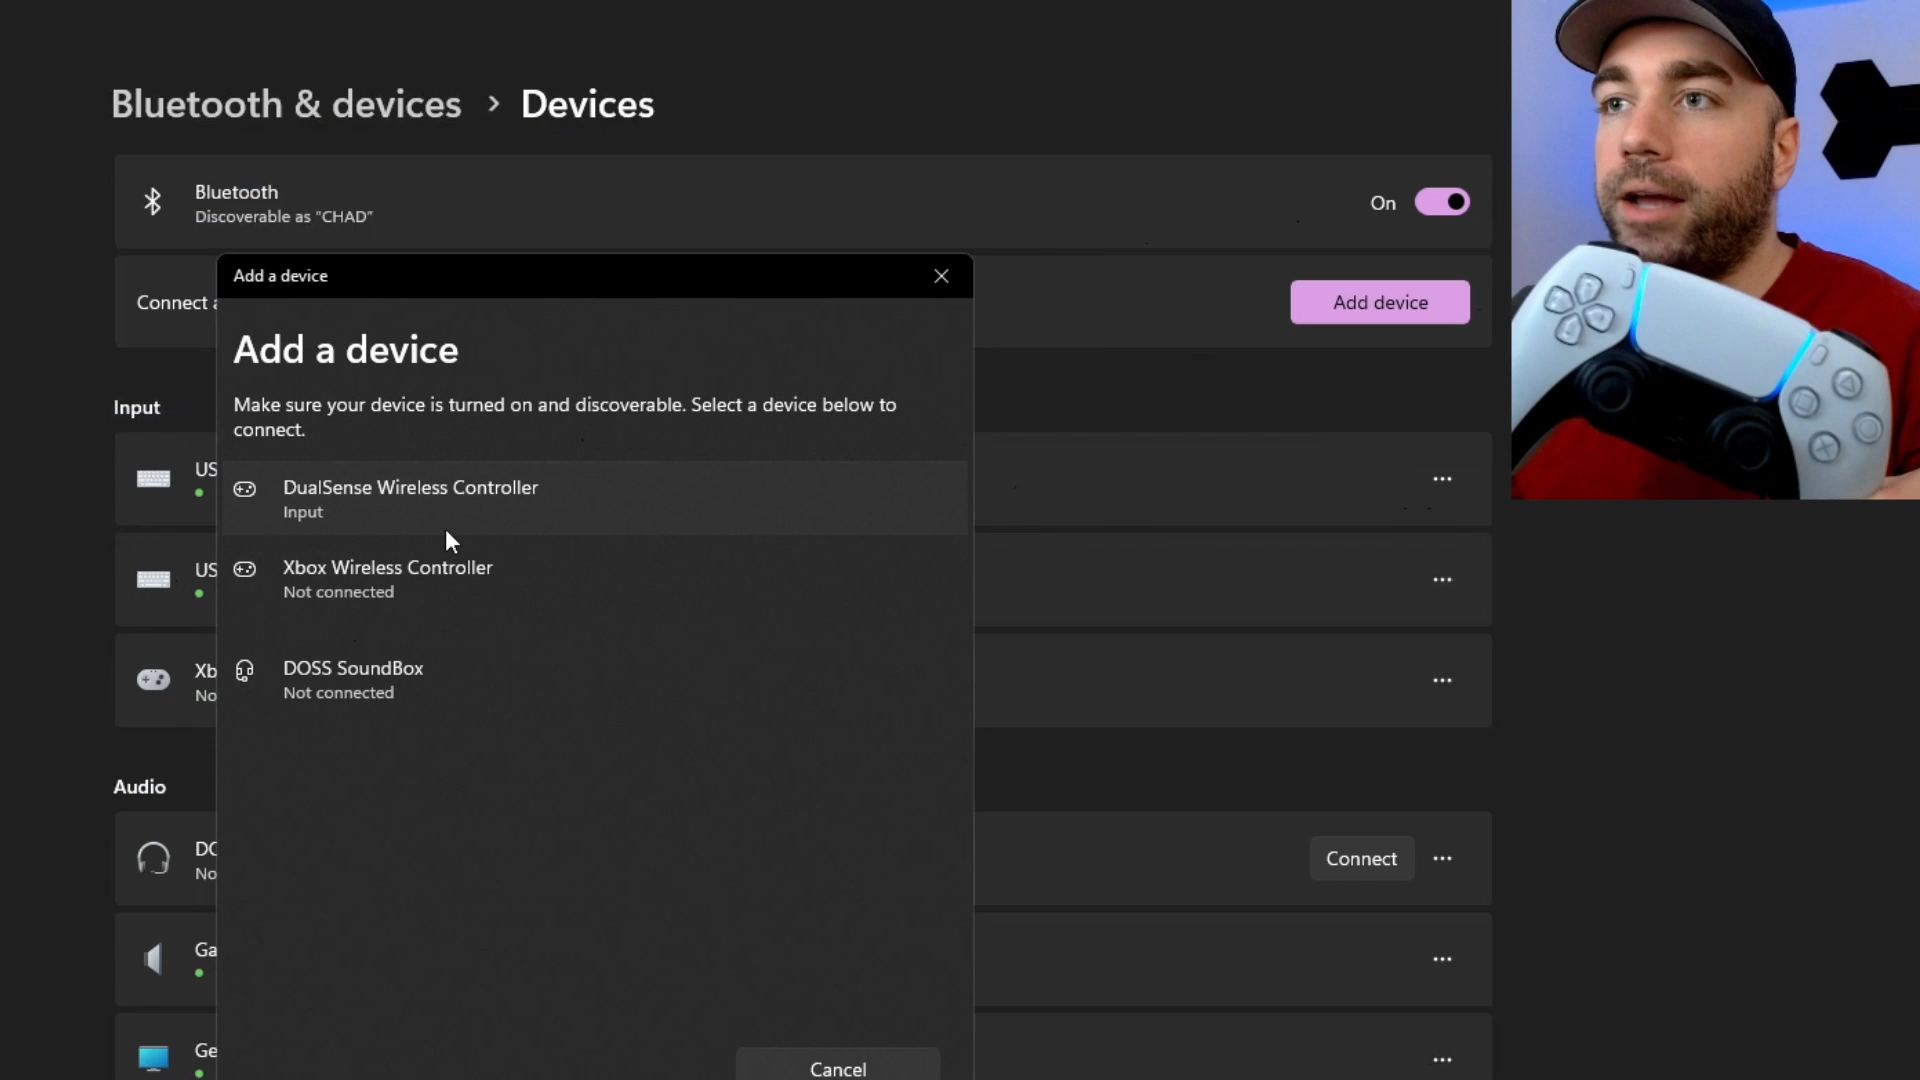 Bluetooth & devices > Devices
Bluetooth
Discoverable as "CHAD"
On
Connect a
Add device
Add a device
Add a device
Make sure your device is turned on and discoverable. Select a device below to
connect.
Input
US
DualSense Wireless Controller
Input
US
Xbox Wireless Controller
Not connected
Xb
No
DOSS SoundBox
Not connected
Audio
DO
No
Connect
Ga
Ge
Cancel